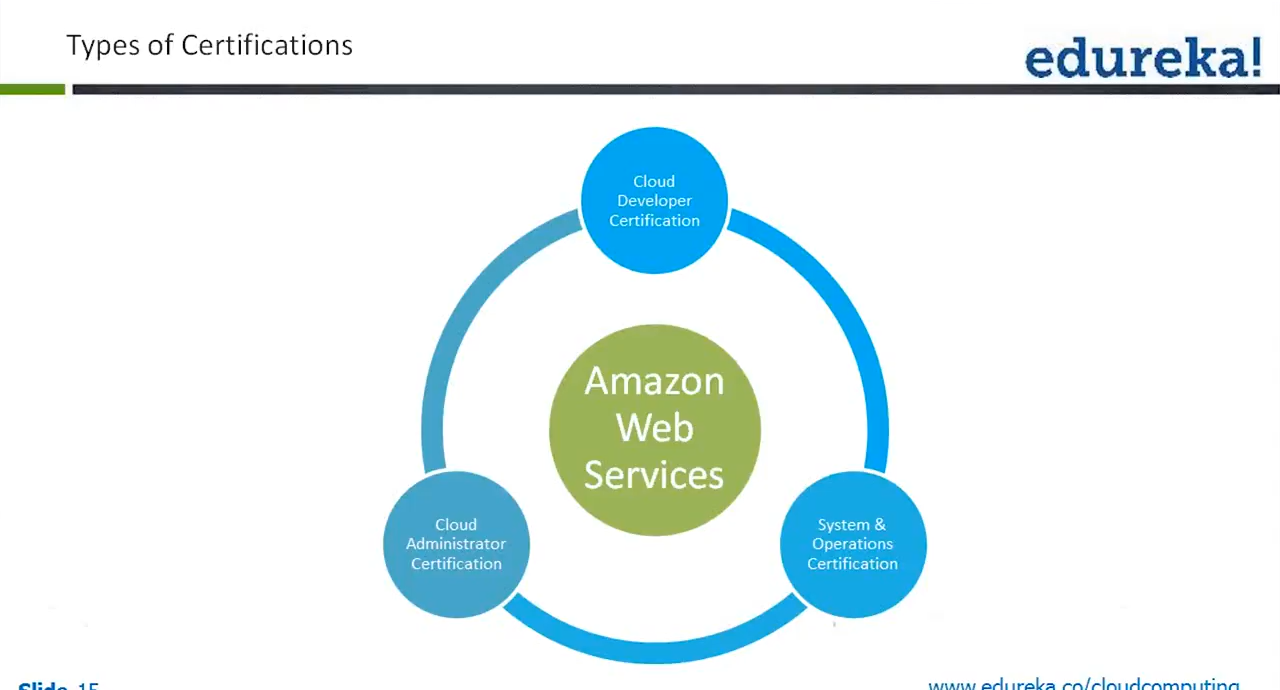 Types of Certifications
edureka!
Cloud
Developer
Certification
Amazon
Web
Services
Cloud
Administrator
Certification
System &
Operations
Certification
Slide 15
www.edureka.co/cloudcomputing